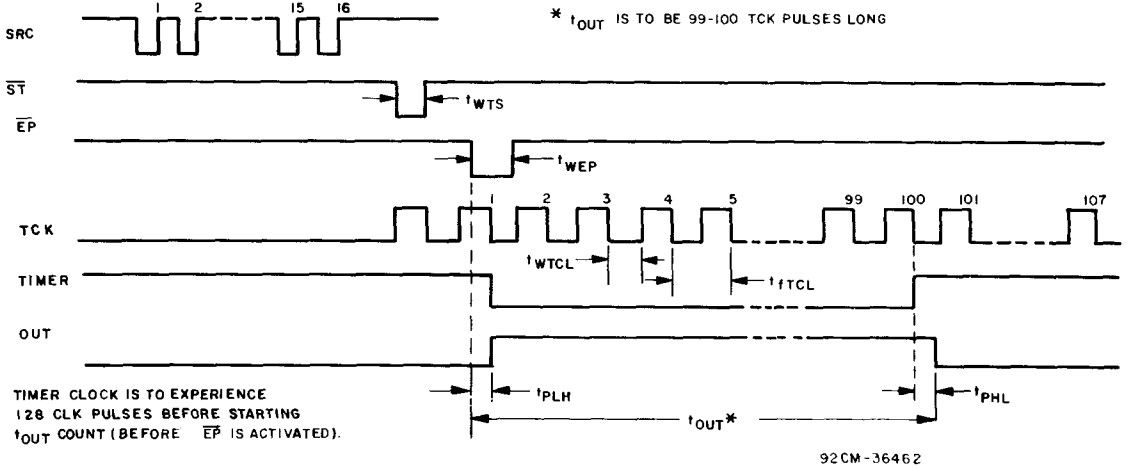 1 2 15 16
* tOUT IS TO BE 99-100 TCK PULSES LONG
SRC
ST
tWTS
EP
tWEP
1 2 3 4 5 99 100 101 107
TCK
tWTCL
tfTCL
TIMER
OUT
TIMER CLOCK IS TO EXPERIENCE
128 CLK PULSES BEFORE STARTING
tOUT COUNT (BEFORE EP IS ACTIVATED).
tPLH
tOUT*
tPHL
92CM-36462